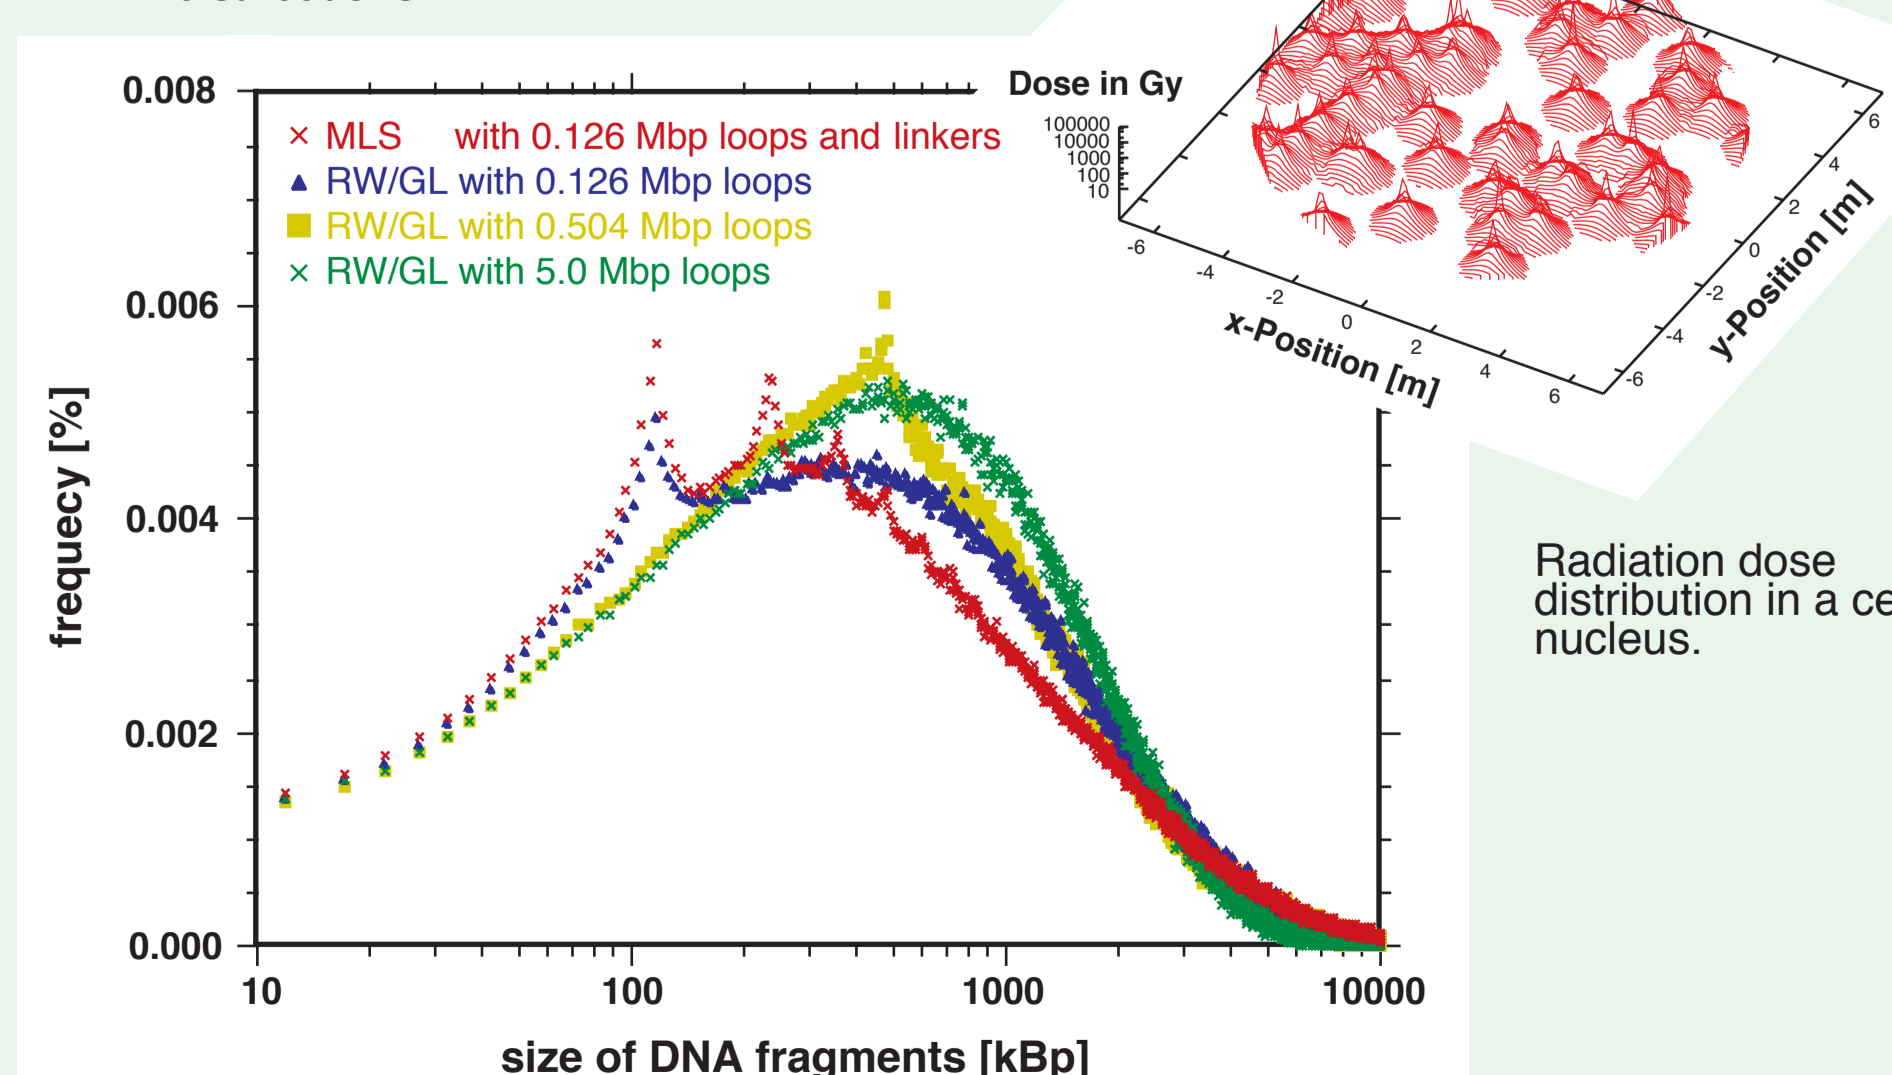 0.008
0.006
0.004
0.002
0.000
frequecy [%]
× MLS with 0.126 Mbp loops and linkers
▲ RW/GL with 0.126 Mbp loops
■ RW/GL with 0.504 Mbp loops
× RW/GL with 5.0 Mbp loops
10 100 1000 10000
size of DNA fragments [kBp]
Dose in Gy
100000
10000
1000
100
10
-6 -4 -2 0 2 4 6
x-Position [m]
-6 -4 -2 0 2 4 6
y-Position [m]
Radiation dose
distribution in a ce
nucleus.